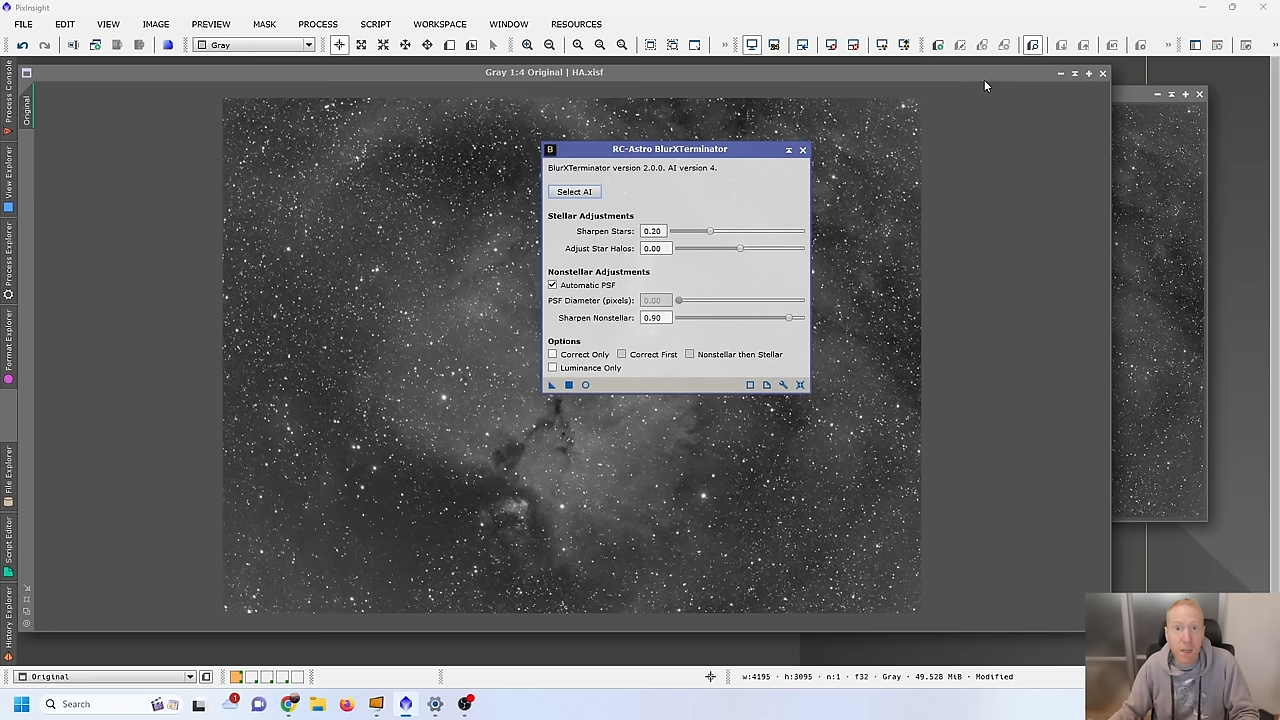 PixInsight
FILE EDIT VIEW IMAGE PREVIEW MASK PROCESS SCRIPT WORKSPACE WINDOW RESOURCES
Gray
Gray 1:4 Original | HA.xisf
Process Console
View Explorer
Process Explorer
Format Explorer
File Explorer
Script Editor
History Explorer
Original
B RC-Astro BlurXTerminator
BlurXTerminator version 2.0.0. AI version 4.
Select AI
Stellar Adjustments
Sharpen Stars: 0.20
Adjust Star Halos: 0.00
Nonstellar Adjustments
Automatic PSF
PSF Diameter (pixels): 0.00
Sharpen Nonstellar: 0.90
Options
Correct Only Correct First Nonstellar then Stellar
Luminance Only
Original
w:4195 · h:3095 · n:1 · f32 · Gray · 49.528 MiB · Modified
Search
1